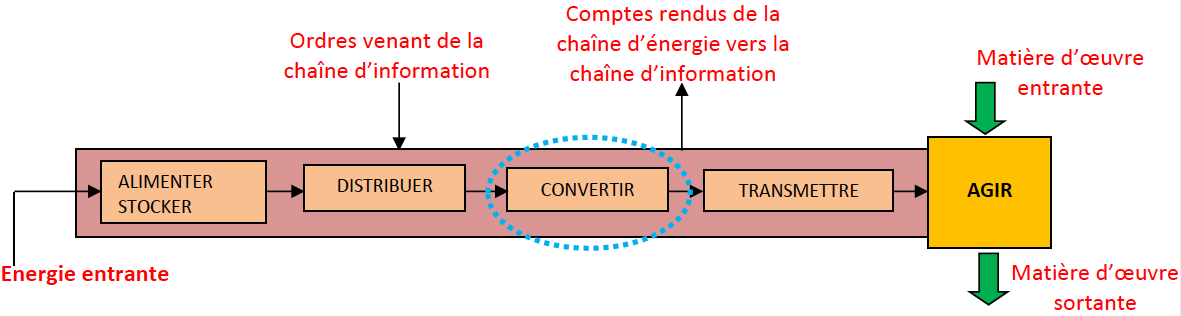 Ordres venant de la
chaîne d’information
Comptes rendus de la
chaîne d’énergie vers la
chaîne d’information
Matière d’œuvre
entrante
ALIMENTER
STOCKER
DISTRIBUER
CONVERTIR
TRANSMETTRE
AGIR
Energie entrante
Matière d’œuvre
sortante